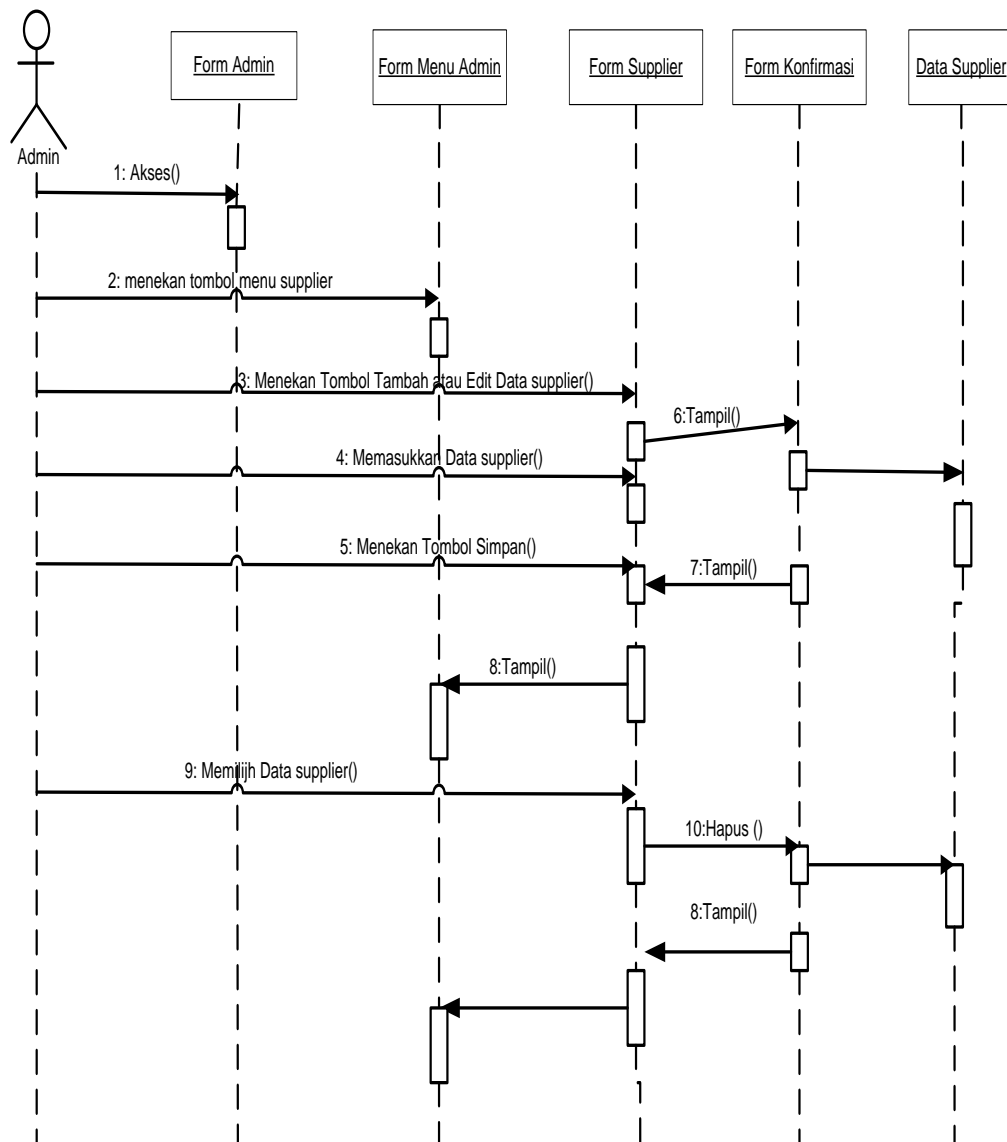 Form Admin
Form Menu Admin
Form Supplier
Form Konfirmasi
Data Supplier
Admin
1: Akses()
2: menekan tombol menu supplier
3: Menekan Tombol Tambah atau Edit Data supplier()
6:Tampil()
4: Memasukkan Data supplier()
5: Menekan Tombol Simpan()
7:Tampil()
8:Tampil()
9: Memilijh Data supplier()
10:Hapus ()
8:Tampil()